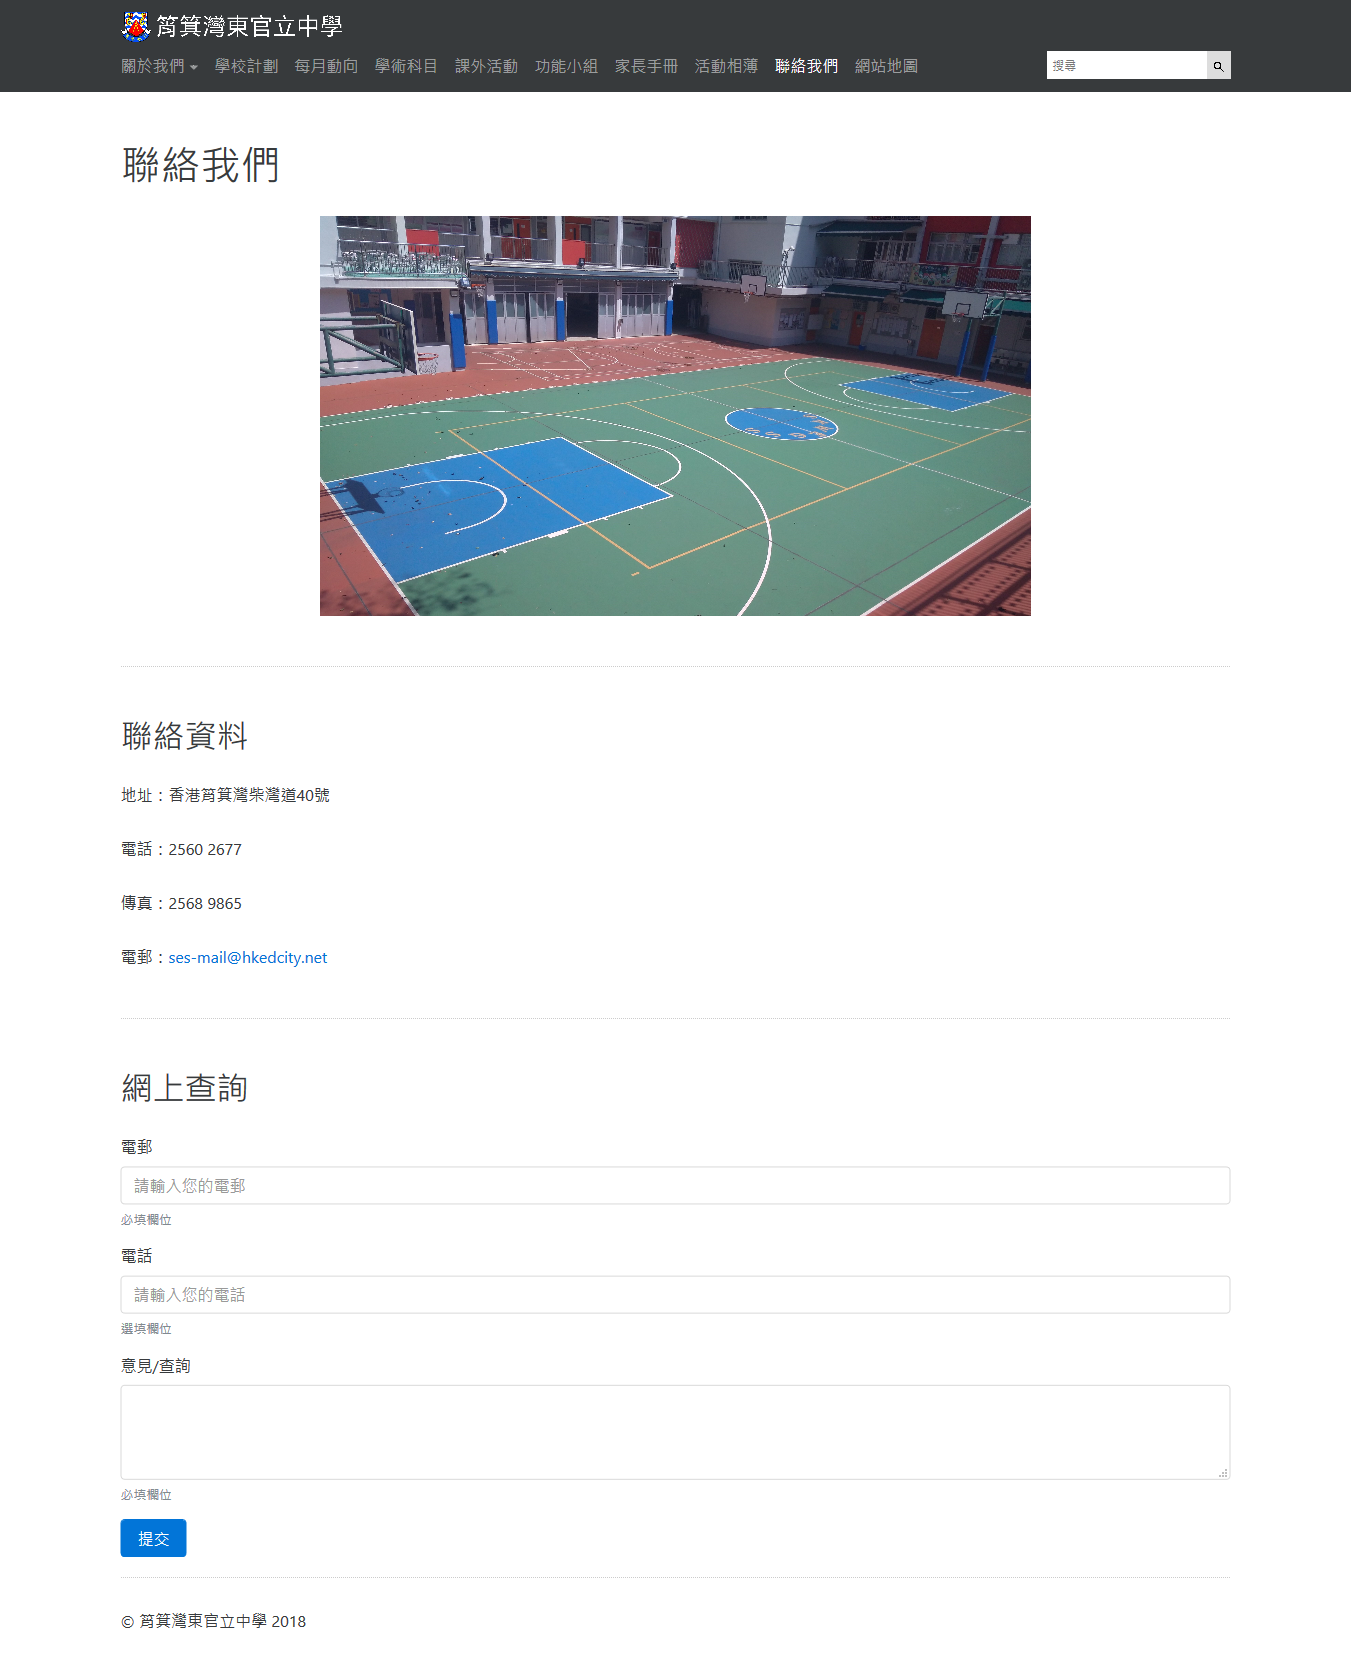 筲箕灣東官立中學
關於我們 學校計劃 每月動向 學術科目 課外活動 功能小組 家長手冊 活動相薄 聯絡我們 網站地圖 搜尋
聯絡我們
聯絡資料
地址：香港筲箕灣柴灣道40號
電話：2560 2677
傳真：2568 9865
電郵：ses-mail@hkedcity.net
網上查詢
電郵
請輸入您的電郵
必填欄位
電話
請輸入您的電話
選填欄位
意見/查詢
必填欄位
提交
© 筲箕灣東官立中學 2018